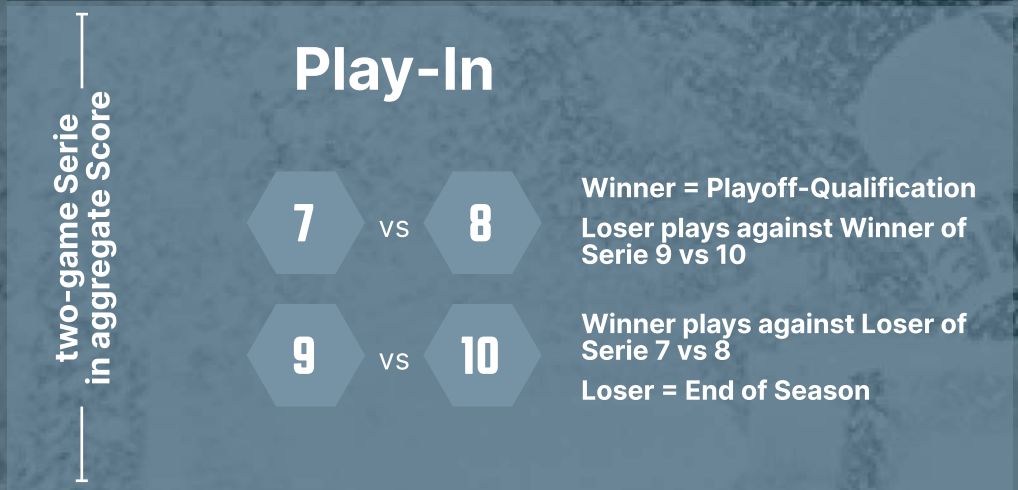 Play-In
two-game Serie
in aggregate Score
7 vs 8
Winner = Playoff-Qualification
Loser plays against Winner of
Serie 9 vs 10
9 vs 10
Winner plays against Loser of
Serie 7 vs 8
Loser = End of Season